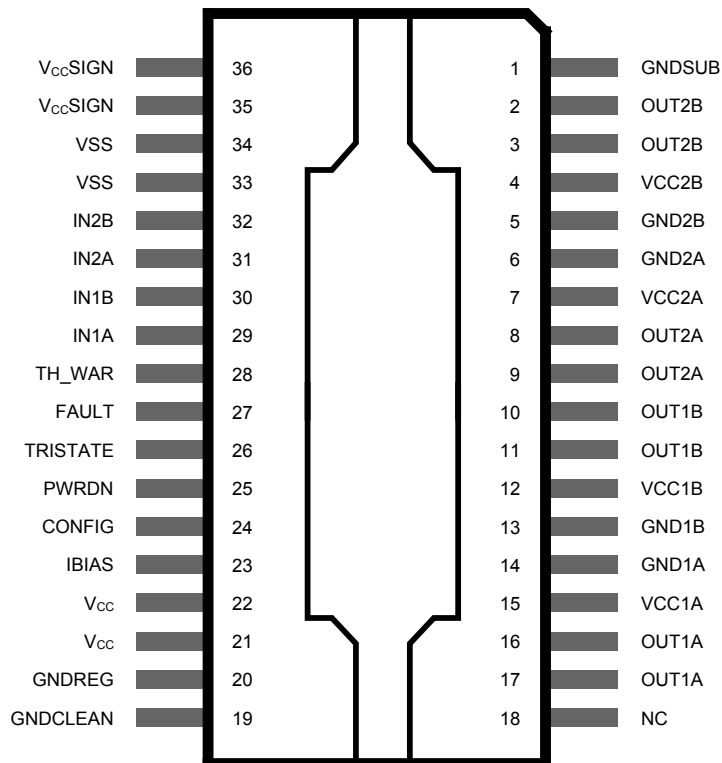 VCCSIGN 36 1 GNDSUB
VCCSIGN 35 2 OUT2B
VSS 34 3 OUT2B
VSS 33 4 VCC2B
IN2B 32 5 GND2B
IN2A 31 6 GND2A
IN1B 30 7 VCC2A
IN1A 29 8 OUT2A
TH_WAR 28 9 OUT2A
FAULT 27 10 OUT1B
TRISTATE 26 11 OUT1B
PWRDN 25 12 VCC1B
CONFIG 24 13 GND1B
IBIAS 23 14 GND1A
VCC 22 15 VCC1A
VCC 21 16 OUT1A
GNDREG 20 17 OUT1A
GNDCLEAN 19 18 NC